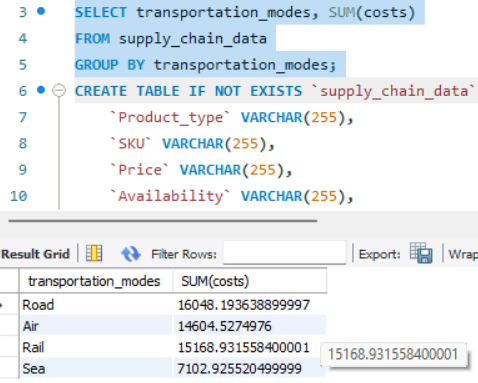 3 SELECT transportation_modes, SUM(costs)
4 FROM supply_chain_data
5 GROUP BY transportation_modes;
6 CREATE TABLE IF NOT EXISTS `supply_chain_data`
7 `Product_type` VARCHAR(255),
8 `SKU` VARCHAR(255),
9 `Price` VARCHAR(255),
10 `Availability` VARCHAR(255),
Result Grid Filter Rows: Export: Wrap
transportation_modes SUM(costs)
Road 16048.193638899997
Air 14604.5274976
Rail 15168.931558400001 15168.931558400001
Sea 7102.925520499999